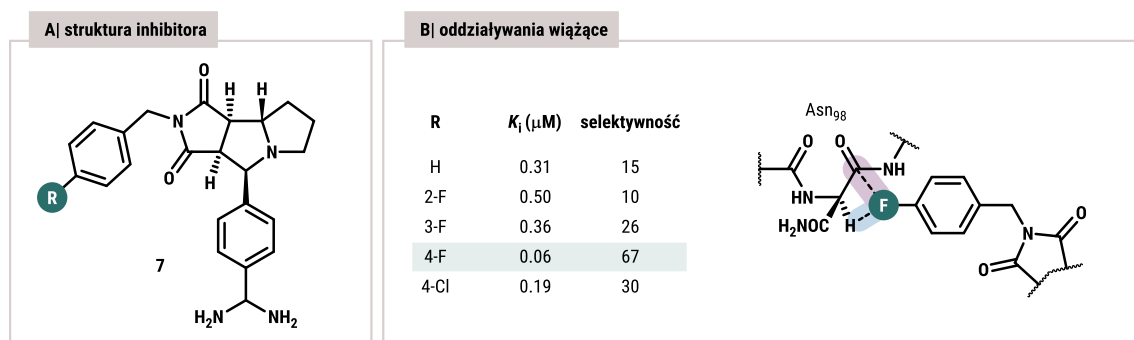 A| struktura inhibitora
O
H
H
N
N
O
H
R
7
H₂N
NH₂
B| oddziaływania wiążące
R Kᵢ (μM) selektywność
H 0.31 15
2-F 0.50 10
3-F 0.36 26
4-F 0.06 67
4-Cl 0.19 30
Asn₉₈
O
O
NH
HN
F
H₂NOC
H
N
O
O